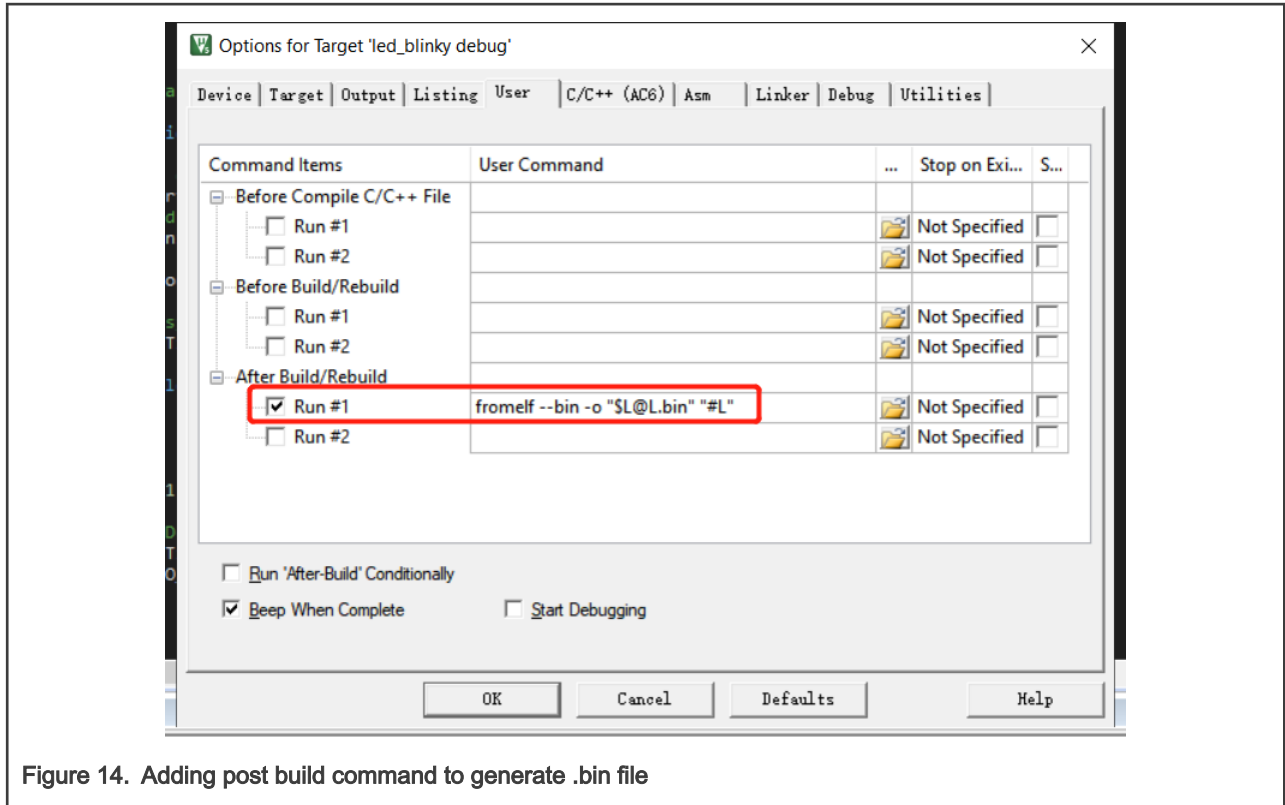 Options for Target 'led_blinky debug'
Device Target Output Listing User C/C++ (AC6) Asm Linker Debug Utilities
Command Items User Command ... Stop on Exi... S...
Before Compile C/C++ File
Run #1 Not Specified
Run #2 Not Specified
Before Build/Rebuild
Run #1 Not Specified
Run #2 Not Specified
After Build/Rebuild
Run #1 fromelf --bin -o "$L@L.bin" "#L" Not Specified
Run #2 Not Specified
Run 'After-Build' Conditionally
Beep When Complete Start Debugging
OK Cancel Defaults Help
Figure 14. Adding post build command to generate .bin file